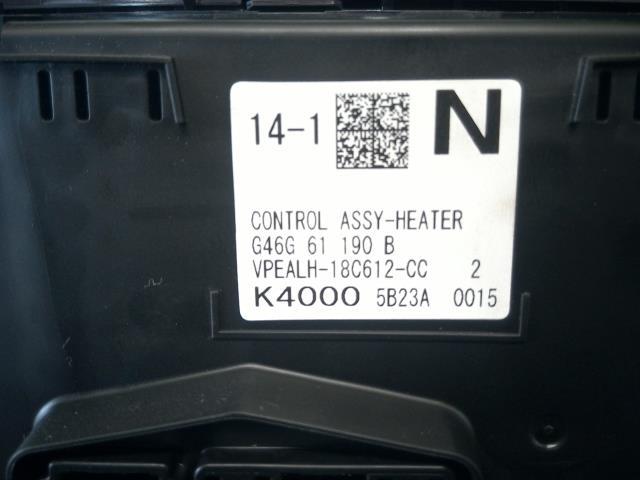 14-1 N
CONTROL ASSY-HEATER
G46G 61 190 B
VPEALH-18C612-CC 2
K4000 5B23A 0015